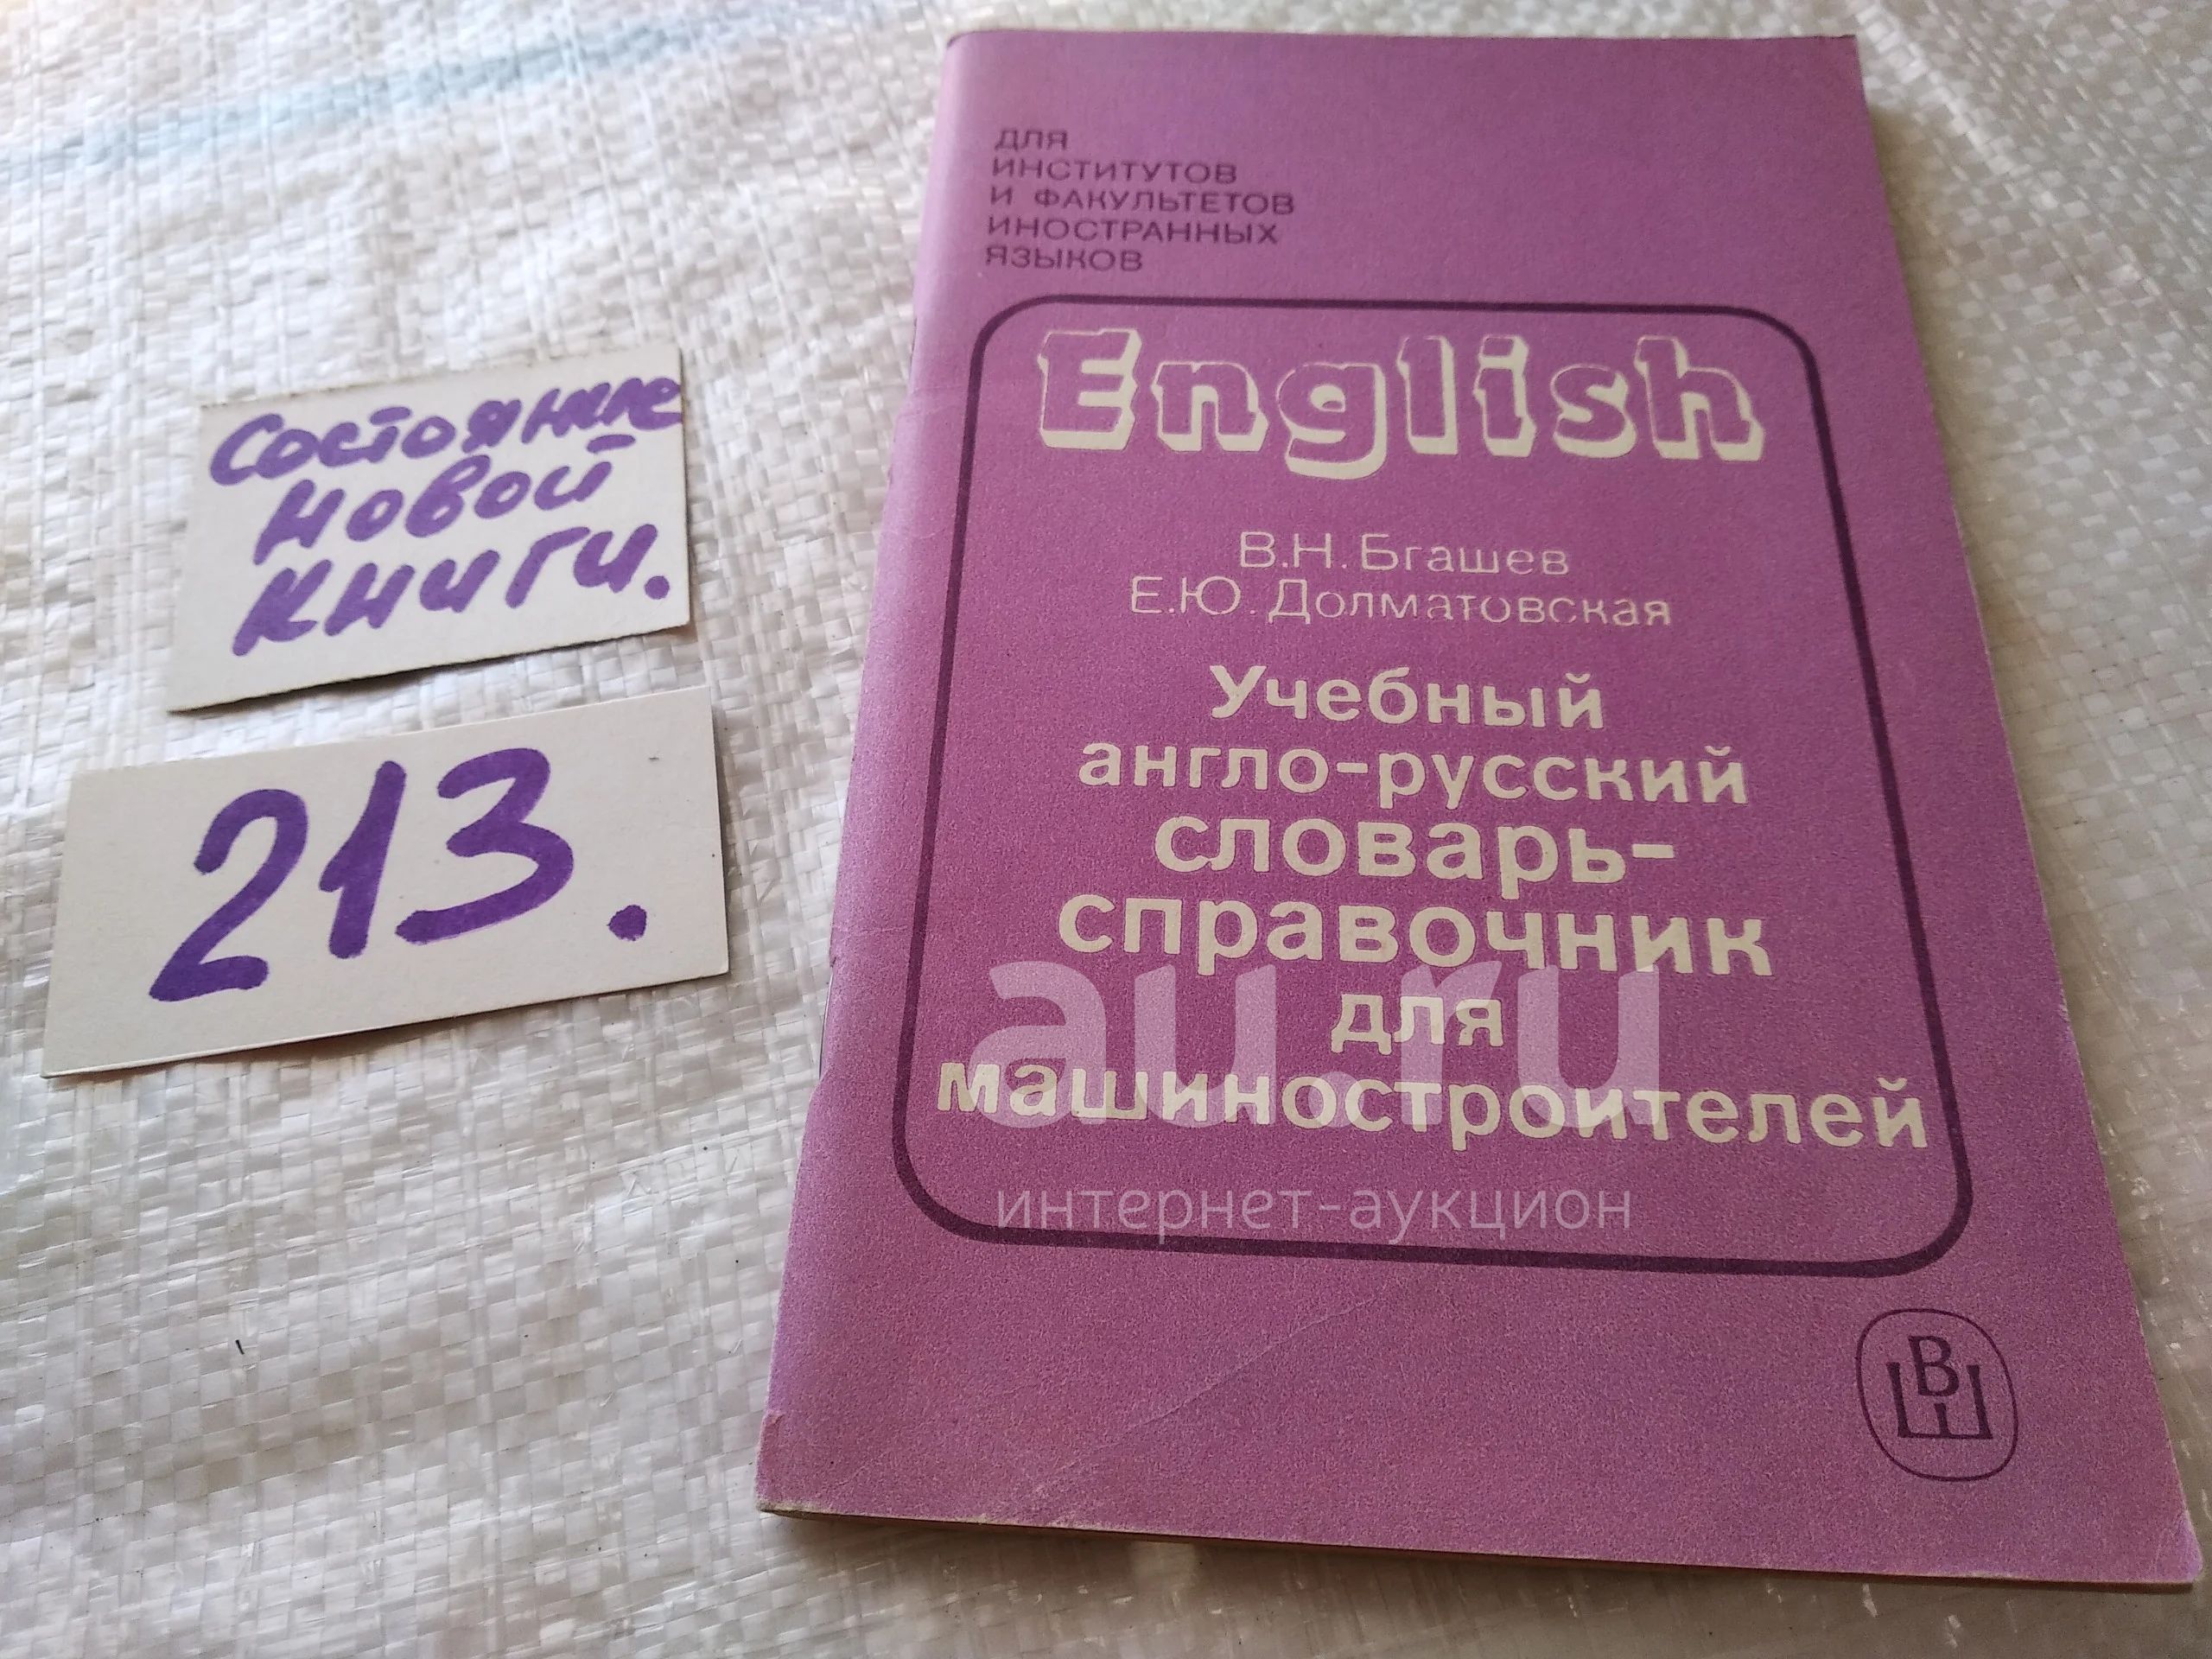 Состояние
новой
книги.
213.
ДЛЯ
ИНСТИТУТОВ
И ФАКУЛЬТЕТОВ
ИНОСТРАННЫХ
ЯЗЫКОВ
English
В.Н. Бгашев
Е.Ю. Долматовская
Учебный
англо-русский
словарь-
справочник
для
машиностроителей
au.ru
интернет-аукцион
ВШ